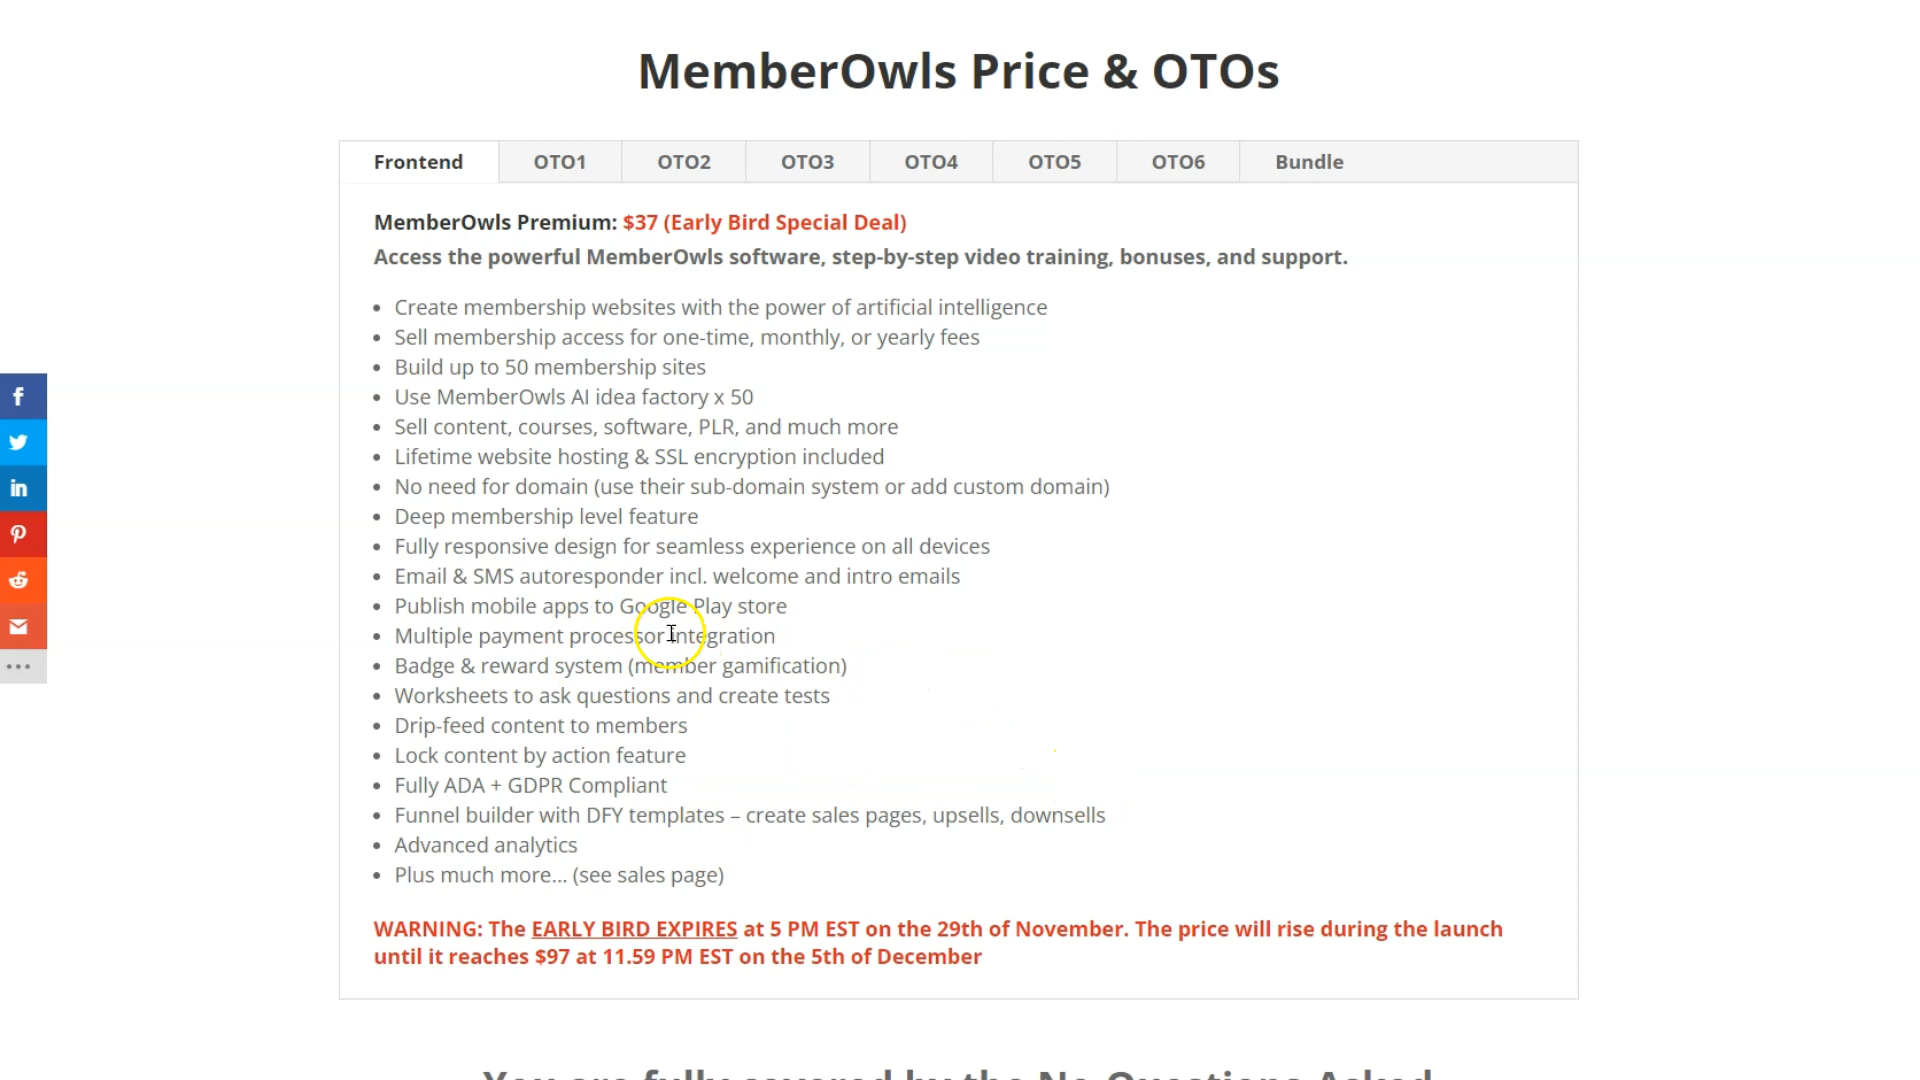 MemberOwls Price & OTOs
Frontend
OTO1
OTO2
OTO3
OTO4
OTO5
OTO6
Bundle
MemberOwls Premium: $37 (Early Bird Special Deal)
Access the powerful MemberOwls software, step-by-step video training, bonuses, and support.
Create membership websites with the power of artificial intelligence
Sell membership access for one-time, monthly, or yearly fees
Build up to 50 membership sites
Use MemberOwls AI idea factory x 50
Sell content, courses, software, PLR, and much more
Lifetime website hosting & SSL encryption included
No need for domain (use their sub-domain system or add custom domain)
Deep membership level feature
Fully responsive design for seamless experience on all devices
Email & SMS autoresponder incl. welcome and intro emails
Publish mobile apps to Google Play store
Multiple payment processor integration
Badge & reward system (member gamification)
Worksheets to ask questions and create tests
Drip-feed content to members
Lock content by action feature
Fully ADA + GDPR Compliant
Funnel builder with DFY templates – create sales pages, upsells, downsells
Advanced analytics
Plus much more... (see sales page)
WARNING: The EARLY BIRD EXPIRES at 5 PM EST on the 29th of November. The price will rise during the launch
until it reaches $97 at 11.59 PM EST on the 5th of December
You are fully covered by the No Questions Asked